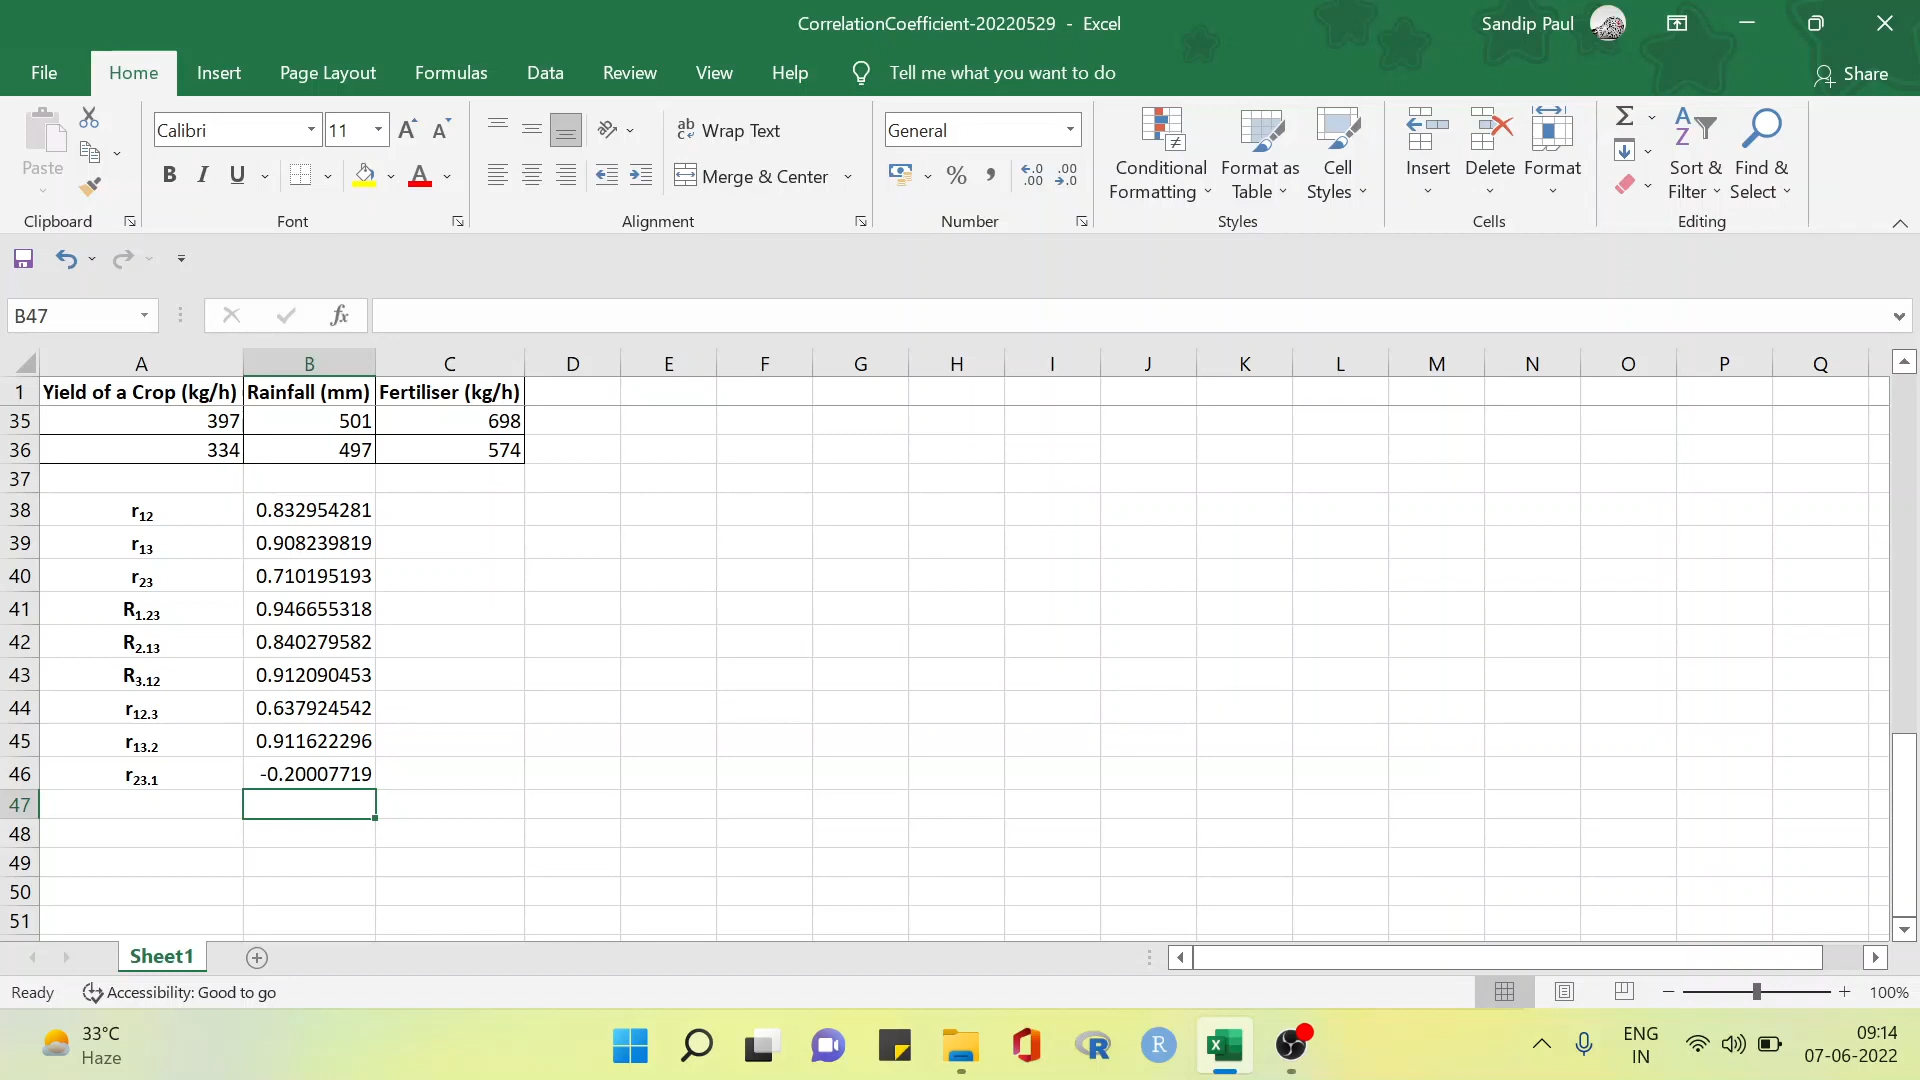 CorrelationCoefficient-20220529 - Excel
Sandip Paul
File Home Insert Page Layout Formulas Data Review View Help Tell me what you want to do
Share
Paste
Calibri 11
Wrap Text
General
Conditional Formatting
Format as Table
Cell Styles
Insert Delete Format
Sort & Filter
Find & Select
B I U A
Merge & Center
% ,
Clipboard Font Alignment Number Styles Cells Editing
B47 fx
A B C D E F G H I J K L M N O P Q
1 Yield of a Crop (kg/h) Rainfall (mm) Fertiliser (kg/h)
35 397 501 698
36 334 497 574
37
38 r12 0.832954281
39 r13 0.908239819
40 r23 0.710195193
41 R1.23 0.946655318
42 R2.13 0.840279582
43 R3.12 0.912090453
44 r12.3 0.637924542
45 r13.2 0.911622296
46 r23.1 -0.20007719
47
48
49
50
51
Sheet1
Ready Accessibility: Good to go
100%
33°C
Haze
ENG
IN
09:14
07-06-2022